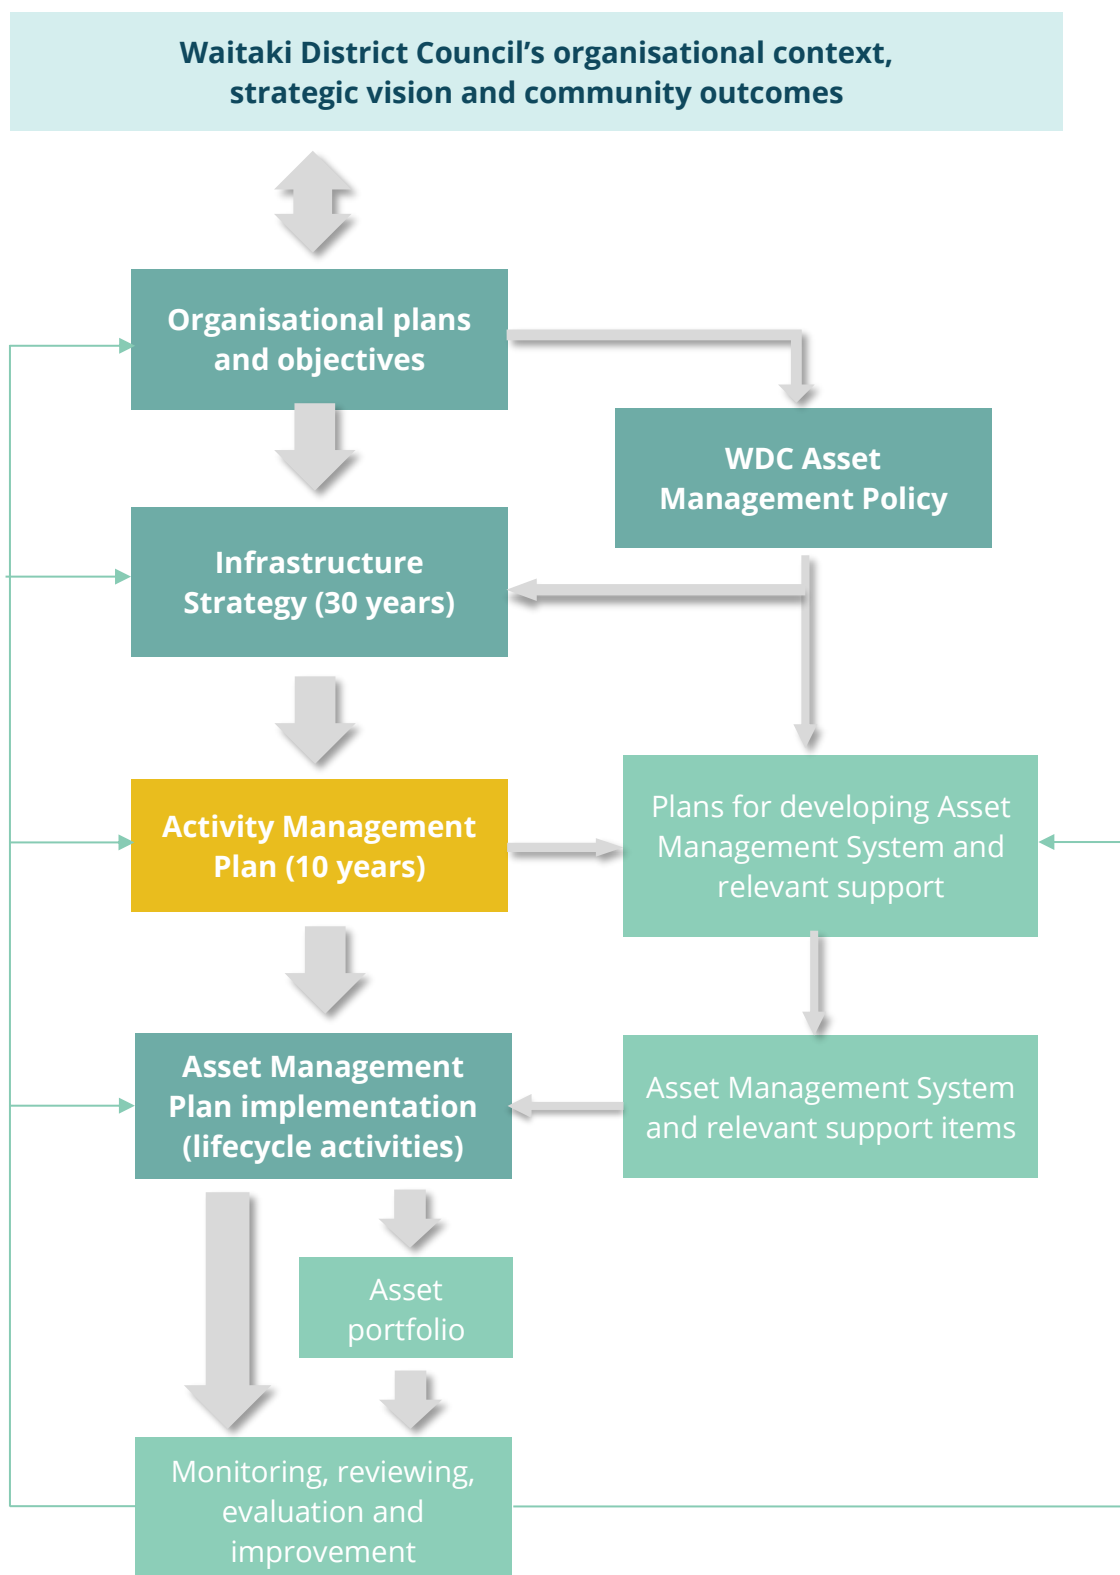 Waitaki District Council’s organisational context,
strategic vision and community outcomes
Organisational plans
and objectives
WDC Asset
Management Policy
Infrastructure
Strategy (30 years)
Activity Management
Plan (10 years)
Plans for developing Asset
Management System and
relevant support
Asset Management
Plan implementation
(lifecycle activities)
Asset Management System
and relevant support items
Asset
portfolio
Monitoring, reviewing,
evaluation and
improvement